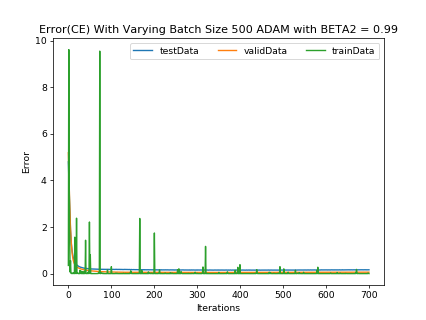 Error(CE) With Varying Batch Size 500 ADAM with BETA2 = 0.99
testData validData trainData
10
8
6
4
2
0
Error
0 100 200 300 400 500 600 700
Iterations